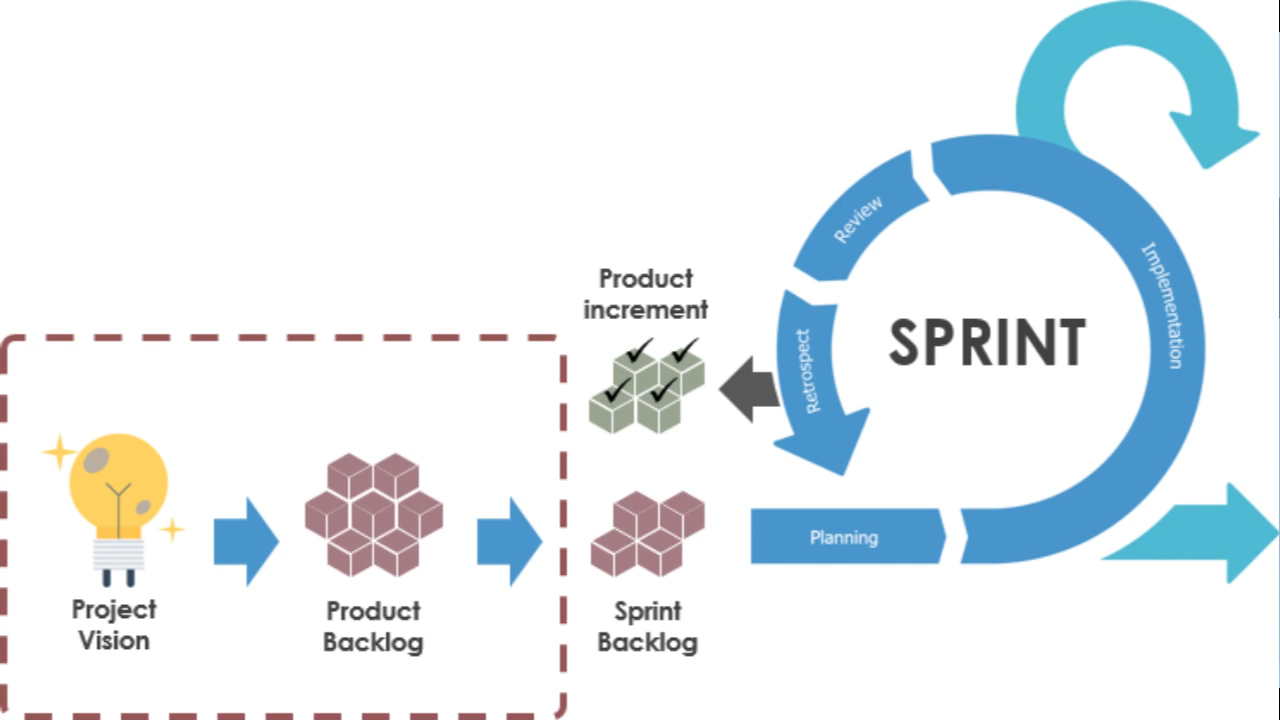 Review
Implementation
Product
increment
SPRINT
Retrospect
Planning
Project
Vision
Product
Backlog
Sprint
Backlog